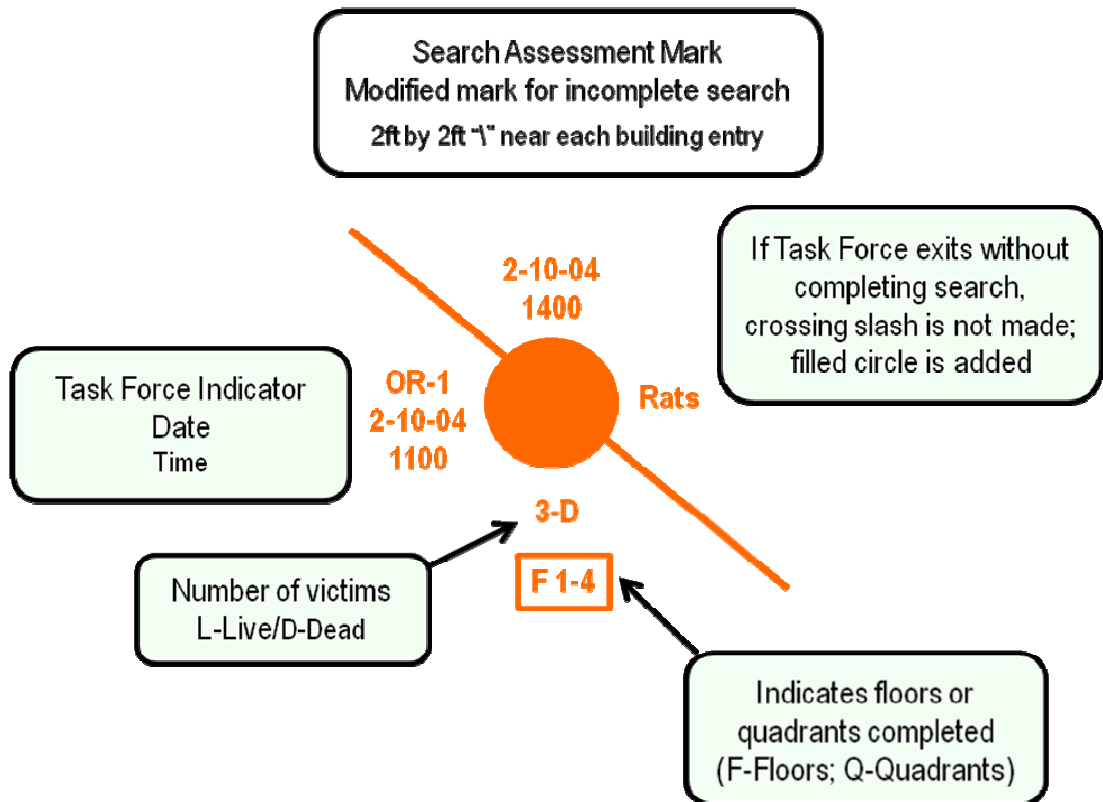 Search Assessment Mark
Modified mark for incomplete search
2ft by 2ft "\" near each building entry
If Task Force exits without
completing search,
crossing slash is not made;
filled circle is added
2-10-04
1400
Task Force Indicator
Date
Time
OR-1
2-10-04
1100
Rats
3-D
F 1-4
Number of victims
L-Live/D-Dead
Indicates floors or
quadrants completed
(F-Floors; Q-Quadrants)